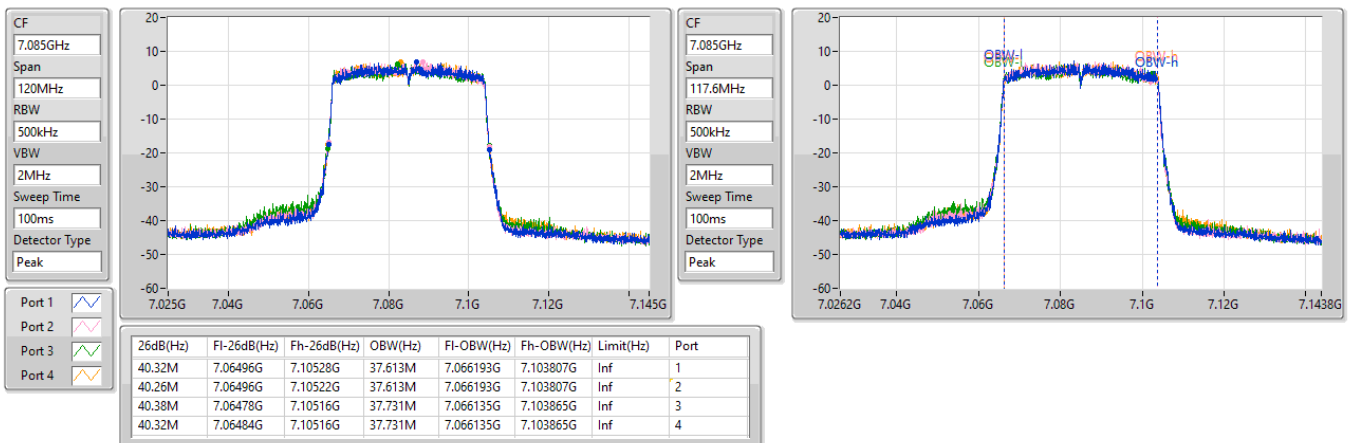 CF
7.085GHz
Span
120MHz
RBW
500kHz
VBW
2MHz
Sweep Time
100ms
Detector Type
Peak
20
10
0
-10
-20
-30
-40
-50
-60
7.025G 7.04G 7.06G 7.08G 7.1G 7.12G 7.145G
CF
7.085GHz
Span
117.6MHz
RBW
500kHz
VBW
2MHz
Sweep Time
100ms
Detector Type
Peak
20
10
0
-10
-20
-30
-40
-50
-60
OBW-l OBW-h
OBW-l OBW-h
7.0262G 7.04G 7.06G 7.08G 7.10G 7.12G 7.1438G
Port 1
Port 2
Port 3
Port 4
26dB(Hz) Fl-26dB(Hz) Fh-26dB(Hz) OBW(Hz) Fl-OBW(Hz) Fh-OBW(Hz) Limit(Hz) Port
40.32M 7.06496G 7.10528G 37.613M 7.066193G 7.103807G Inf 1
40.26M 7.06496G 7.10522G 37.613M 7.066193G 7.103807G Inf 2
40.38M 7.06478G 7.10516G 37.731M 7.066135G 7.103865G Inf 3
40.32M 7.06484G 7.10516G 37.731M 7.066135G 7.103865G Inf 4